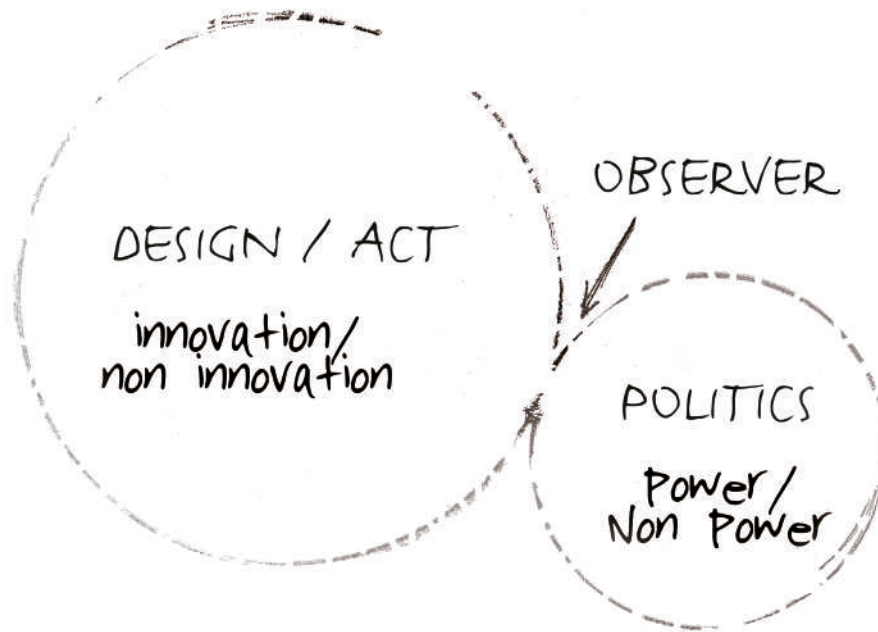 OBSERVER
DESIGN / ACT
innovation/
non innovation
POLITICS
Power/
Non Power